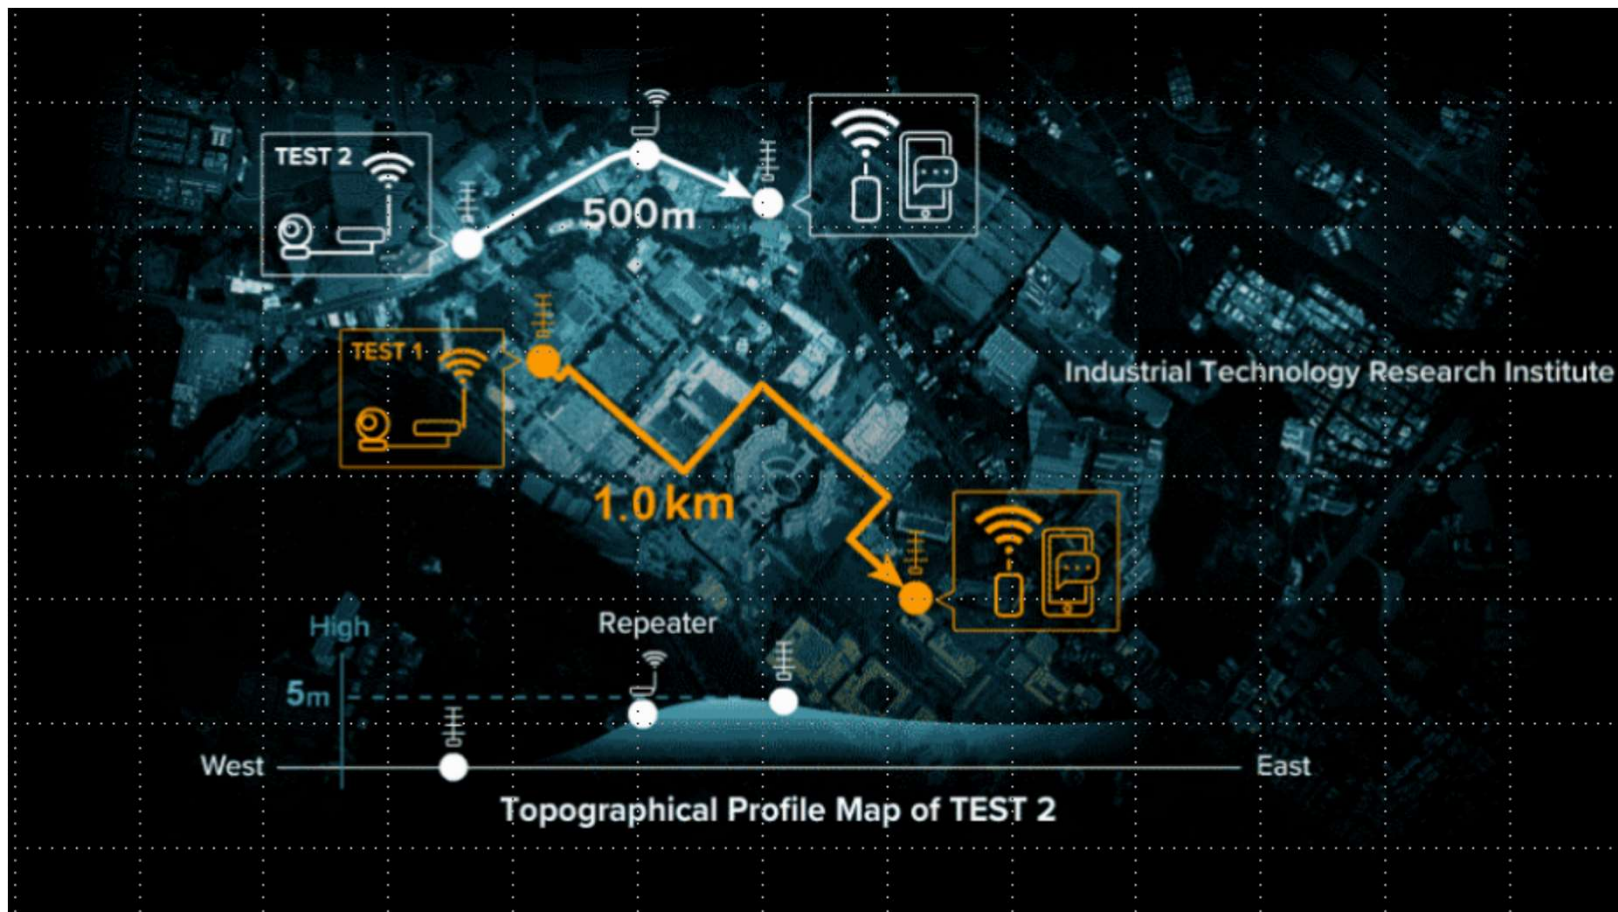 TEST 2
500m
TEST 1
Industrial Technology Research Institute
1.0 km
High
Repeater
5m
West
East
Topographical Profile Map of TEST 2